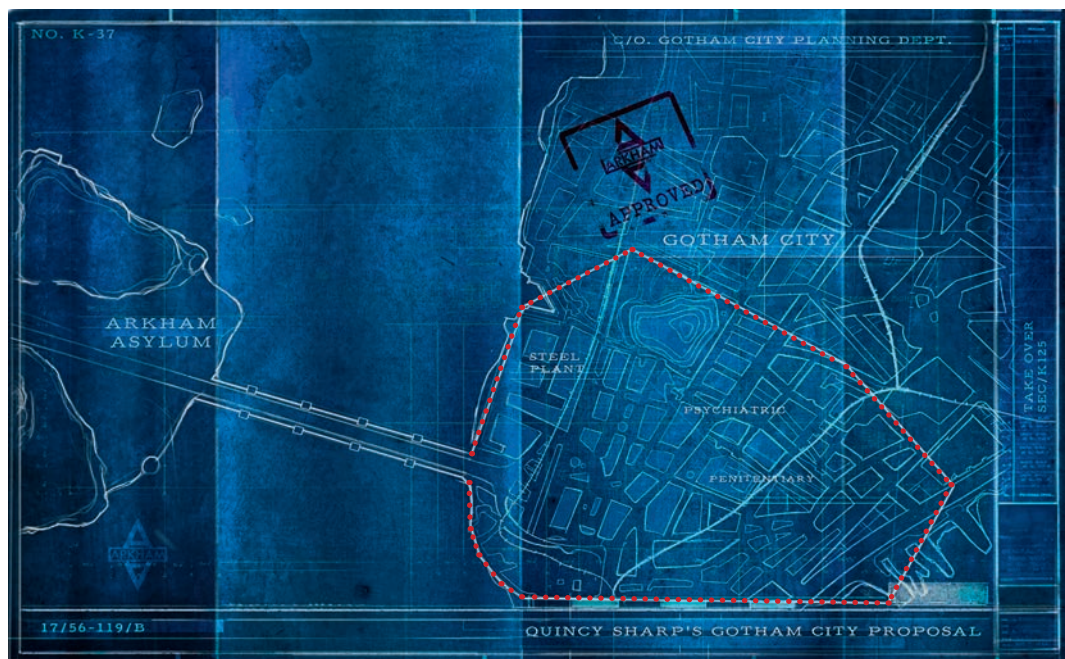 NO. K-37
C/O. GOTHAM CITY PLANNING DEPT.
ARKHAM
APPROVED
GOTHAM CITY
ARKHAM
ASYLUM
STEEL
PLANT
TAKE OVER
SEC/K125
PSYCHIATRIC
PENITENTIARY
ARKHAM
17/56-119/B
QUINCY SHARP'S GOTHAM CITY PROPOSAL